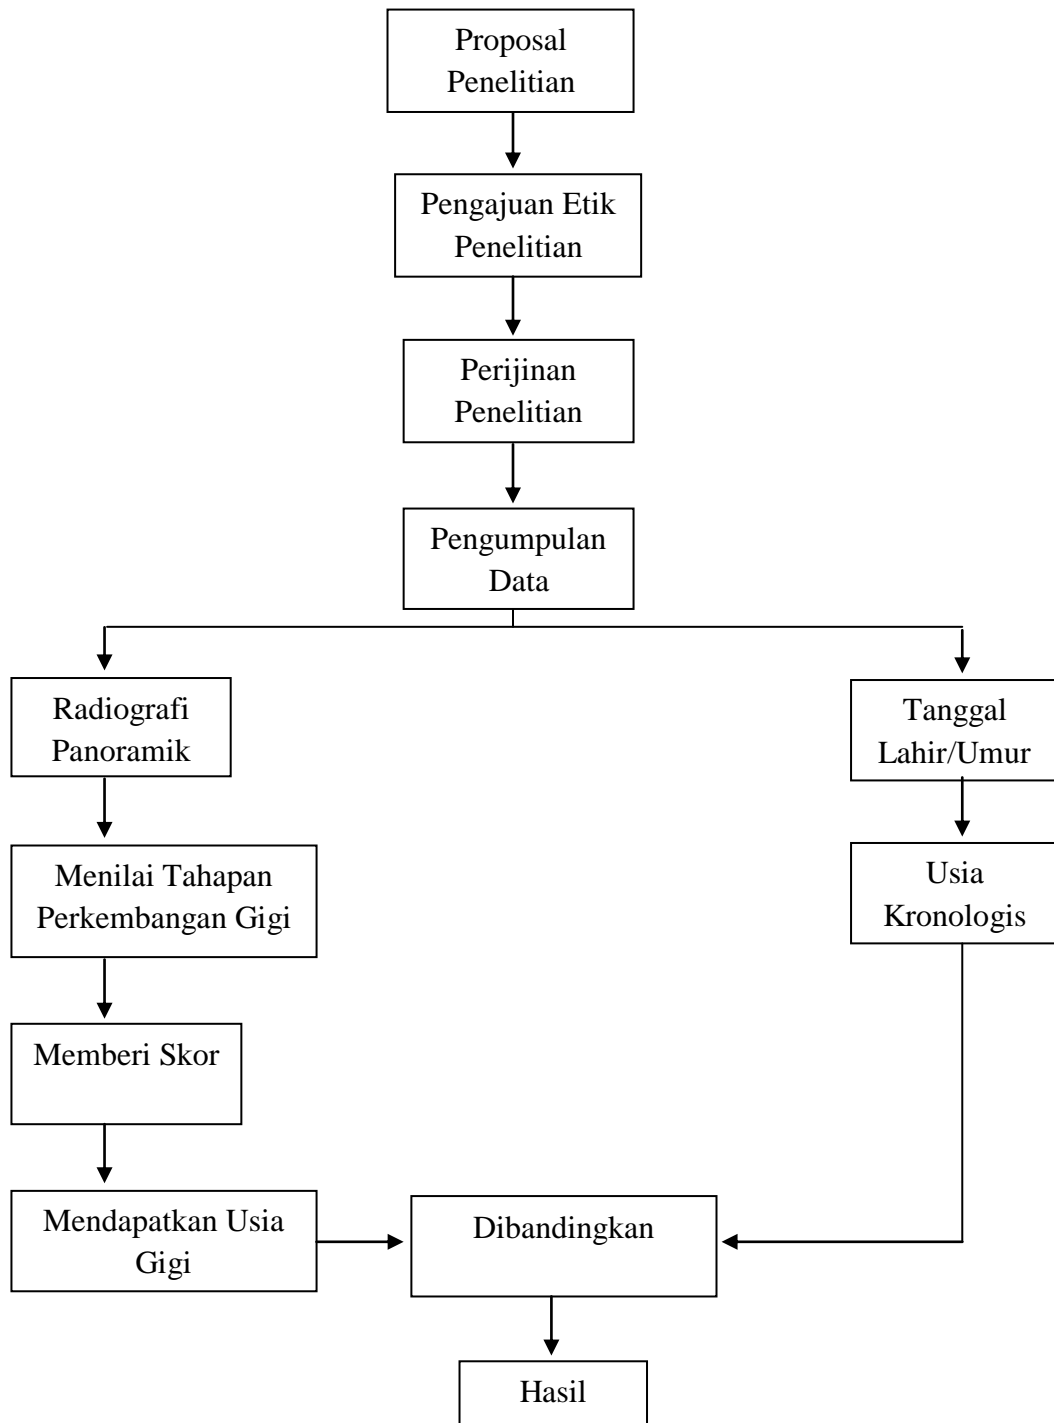 Proposal
Penelitian
Pengajuan Etik
Penelitian
Perijinan
Penelitian
Pengumpulan
Data
Radiografi
Panoramik
Tanggal
Lahir/Umur
Menilai Tahapan
Perkembangan Gigi
Usia
Kronologis
Memberi Skor
Mendapatkan Usia
Gigi
Dibandingkan
Hasil